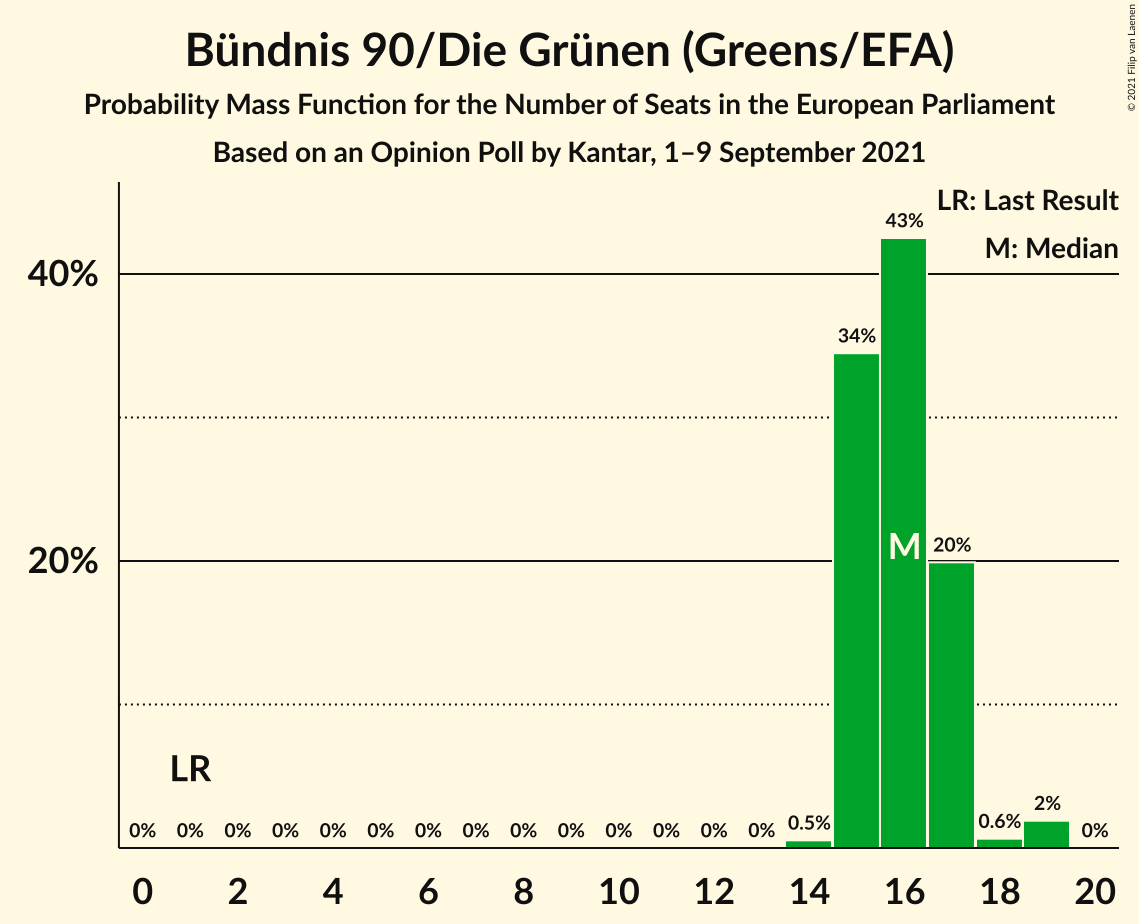 Bündnis 90/Die Grünen (Greens/EFA)
Probability Mass Function for the Number of Seats in the European Parliament
Based on an Opinion Poll by Kantar, 1–9 September 2021
© 2021 Filip van Laenen
LR: Last Result
M: Median
43%
40%
34%
M
20%
20%
LR
2%
0% 0% 0% 0% 0% 0% 0% 0% 0% 0% 0% 0% 0% 0% 0.5% 0.6% 0%
0 2 4 6 8 10 12 14 16 18 20